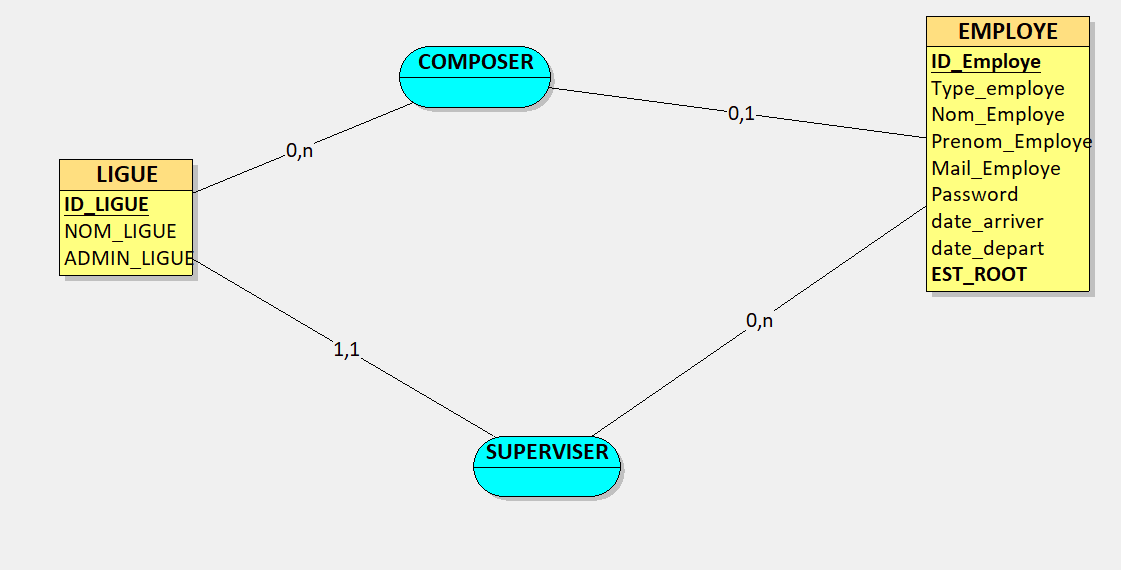 COMPOSER
0,n
0,1
LIGUE
ID_LIGUE
NOM_LIGUE
ADMIN_LIGUE
EMPLOYE
ID_Employe
Type_employe
Nom_Employe
Prenom_Employe
Mail_Employe
Password
date_arriver
date_depart
EST_ROOT
1,1
0,n
SUPERVISER